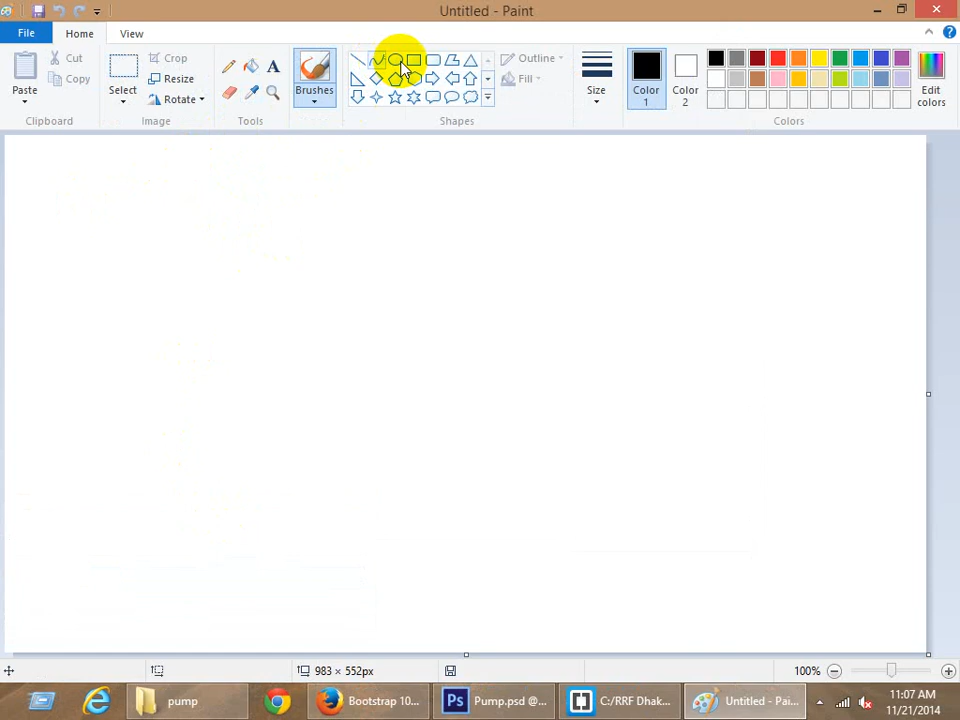 Untitled - Paint
File
Home
View
Paste
Cut
Copy
Clipboard
Select
Crop
Resize
Rotate
Image
A
Tools
Brushes
Outline
Fill
Shapes
Size
Color
1
Color
2
Edit
colors
Colors
983 × 552px
100%
pump
Bootstrap 10...
Ps
Pump.psd @...
C:/RRF Dhak...
Untitled - Pai...
11:07 AM
11/21/2014